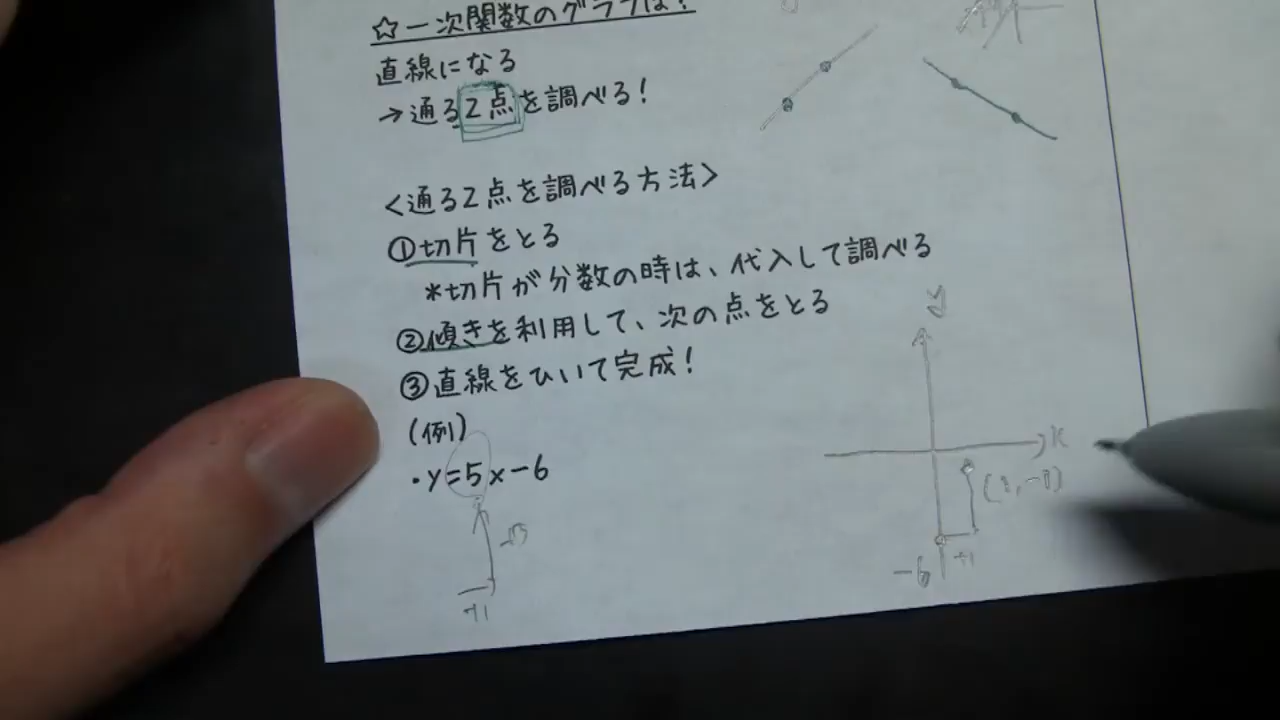 ☆一次関数のグラフは!
直線になる
→通る2点を調べる!
<通る2点を調べる方法>
①切片をとる
*切片が分数の時は、代入して調べる
②傾きを利用して、次の点をとる
③直線をひいて完成!
(例)
・y=5x-6
+1
y
x
(1,-1)
-6
+1